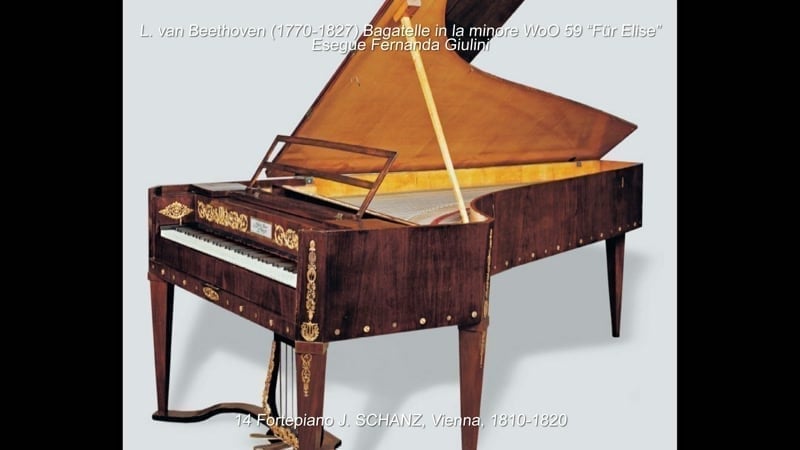 L. van Beethoven (1770-1827) Bagatelle in la minore WoO 59 "Für Elise"
Esegue Fernanda Giulini
14 Fortepiano J. SCHANZ, Vienna, 1810-1820